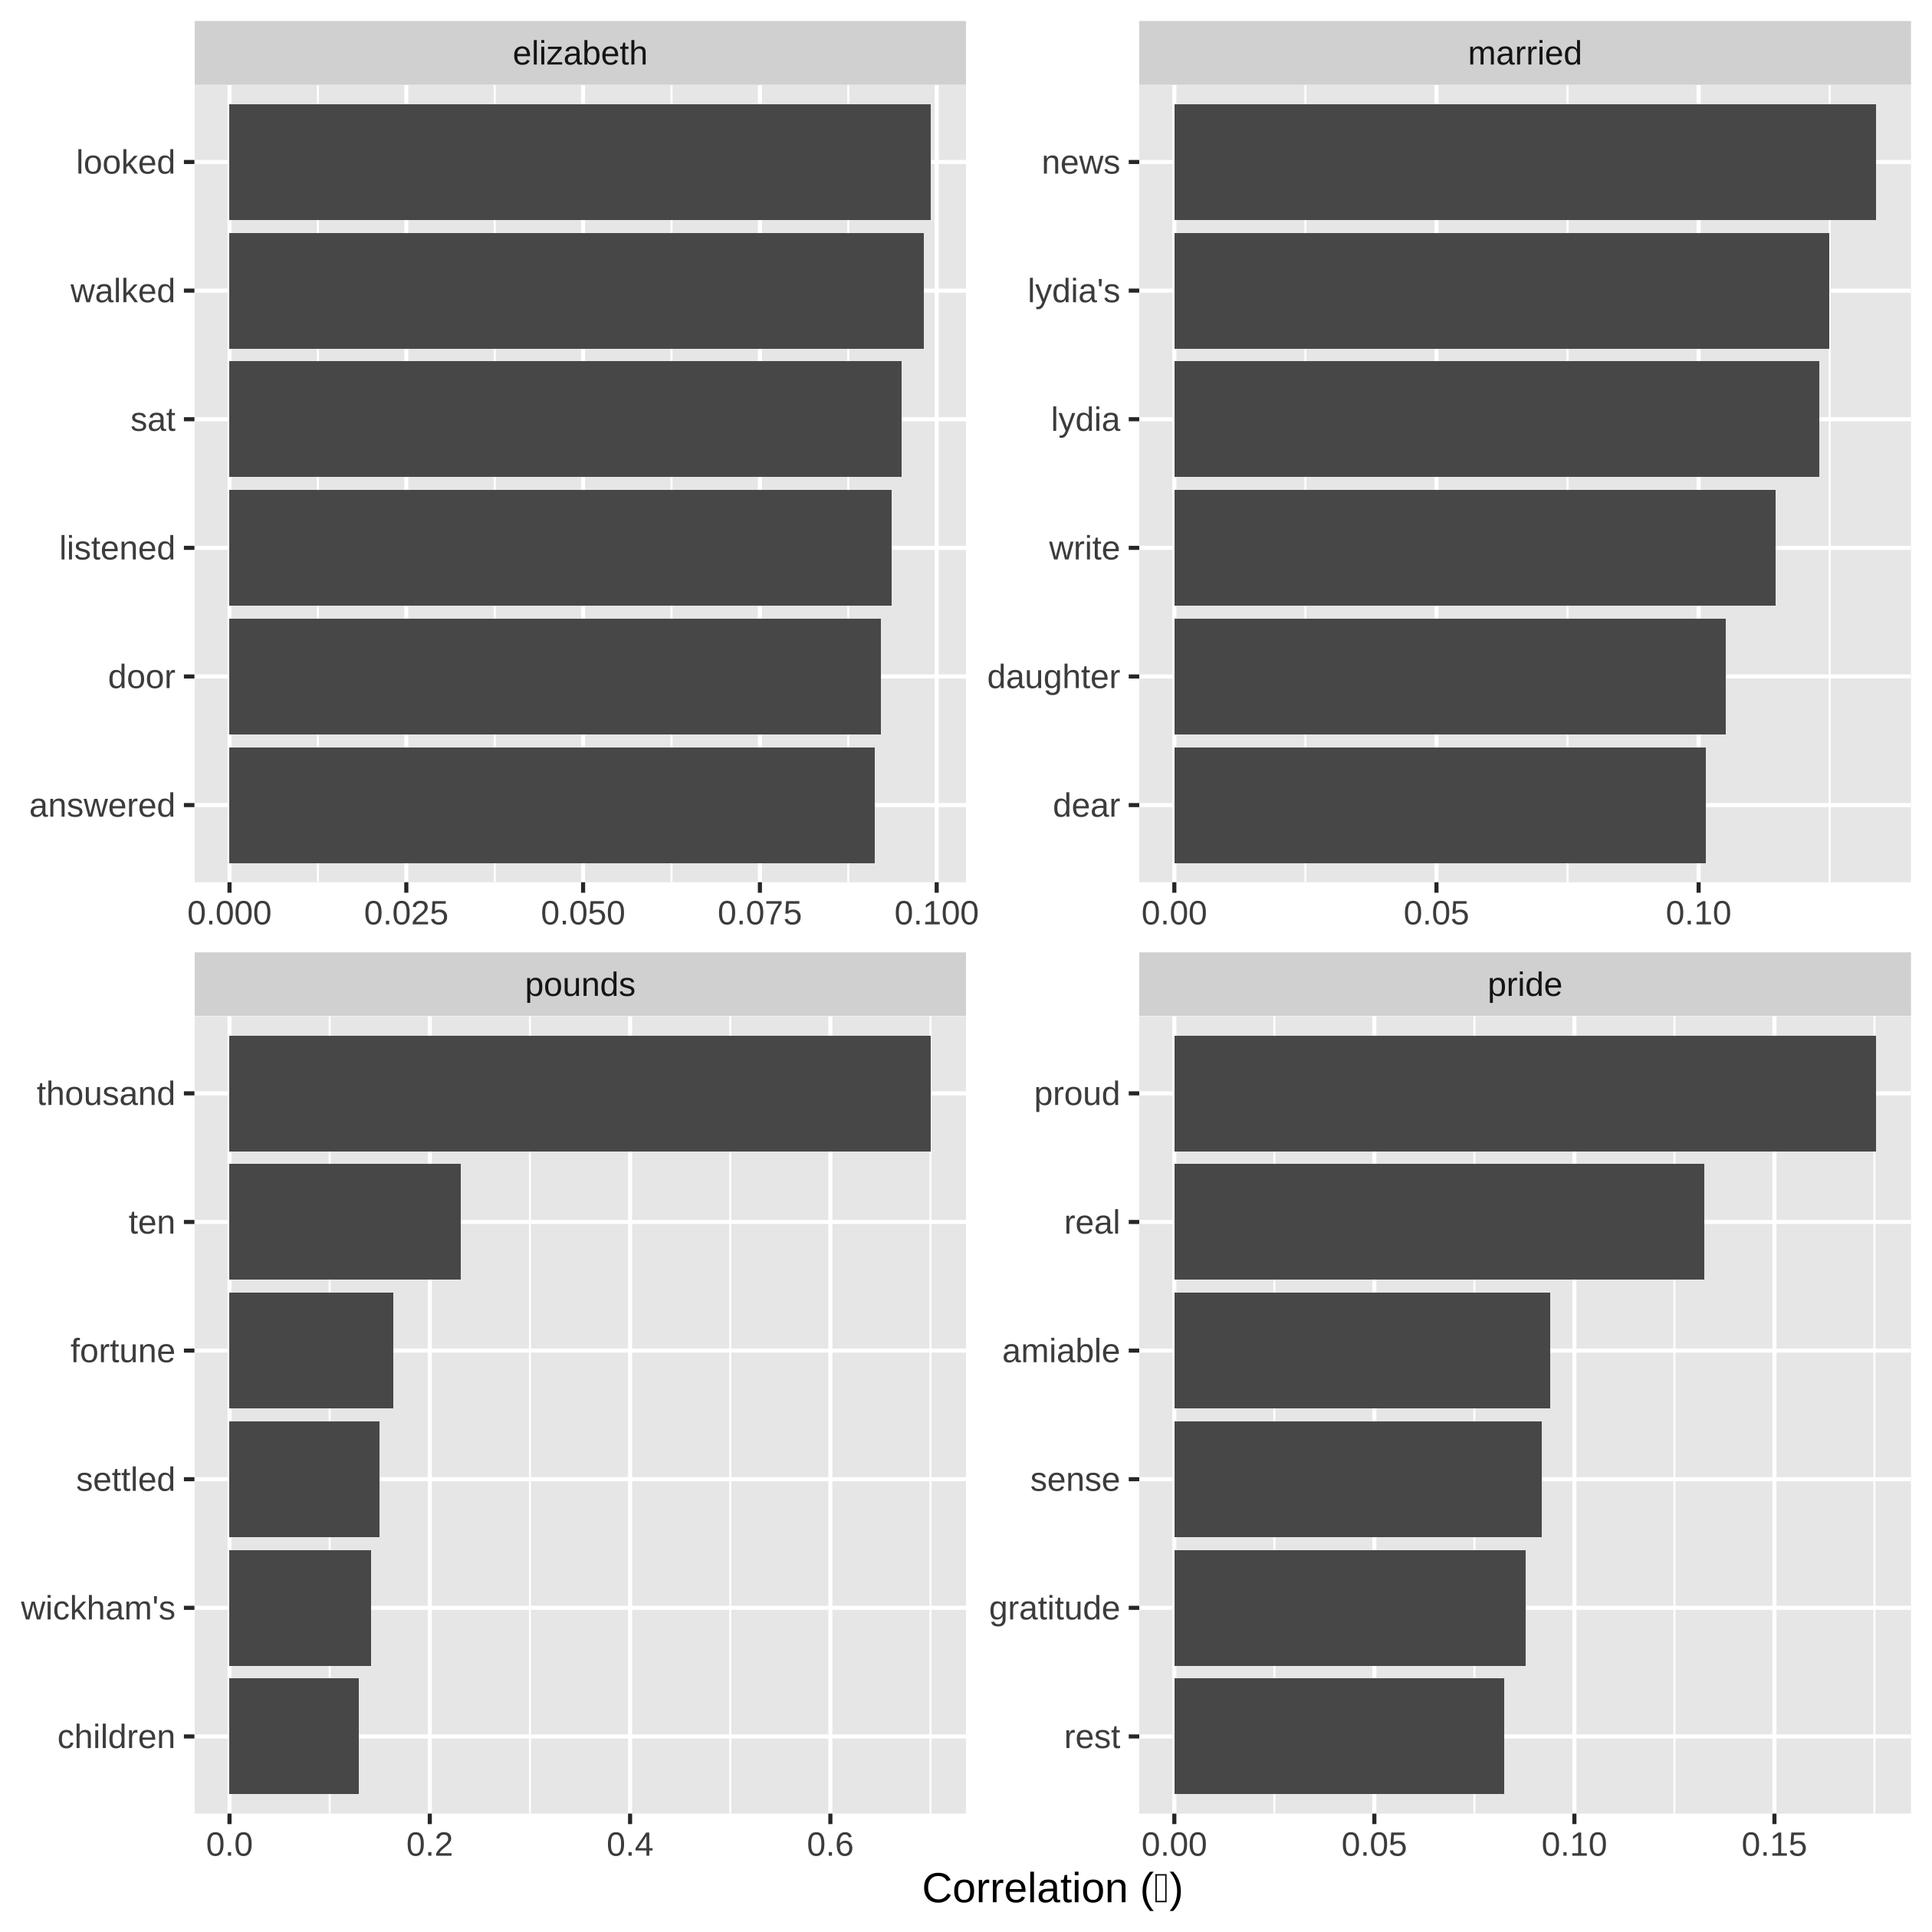 elizabeth
looked
walked
sat
listened
door
answered
0.000 0.025 0.050 0.075 0.100
married
news
lydia's
lydia
write
daughter
dear
0.00 0.05 0.10
pounds
thousand
ten
fortune
settled
wickham's
children
0.0 0.2 0.4 0.6
pride
proud
real
amiable
sense
gratitude
rest
0.00 0.05 0.10 0.15
Correlation (▯)